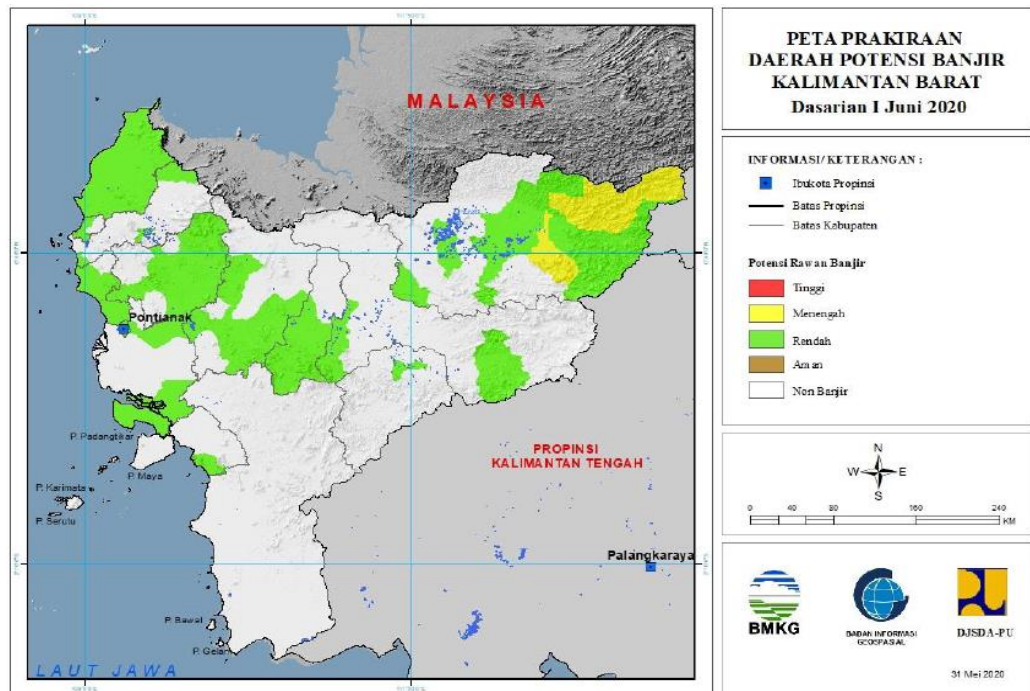 PETA PRAKIRAAN
DAERAH POTENSI BANJIR
KALIMANTAN BARAT
Dasarian I Juni 2020
INFORMASI/ KETERANGAN :
Ibukota Propinsi
Batas Propinsi
Batas Kabupaten
Potensi Rawan Banjir
Tinggi
Menengah
Rendah
Aman
Non Banjir
N
W E
S
0 40 80 160 240
KM
BMKG
BADAN INFORMASI
GEOSPASIAL
DJSDA-PU
31 Mei 2020
MALAYSIA
Pontianak
P. Padangtikar
P. Maya
P. Karimata
P. Serutu
PROPINSI
KALIMANTAN TENGAH
Palangkaraya
P. Bawal
P. Gelam
LAUT JAWA